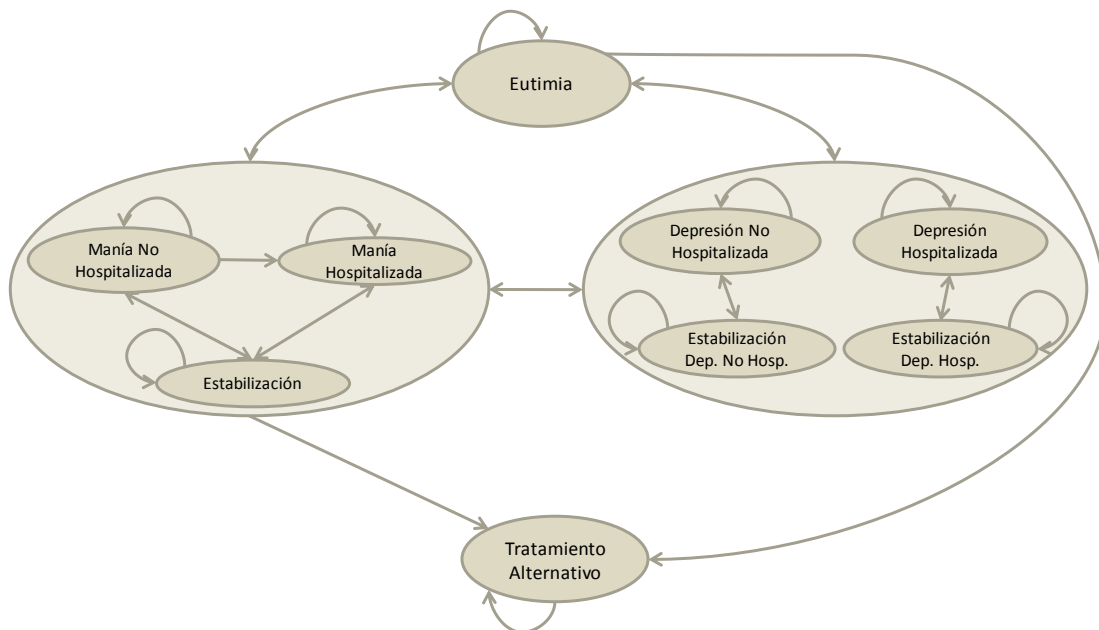 Eutimia
Manía No
Hospitalizada
Manía
Hospitalizada
Estabilización
Depresión No
Hospitalizada
Depresión
Hospitalizada
Estabilización
Dep. No Hosp.
Estabilización
Dep. Hosp.
Tratamiento
Alternativo